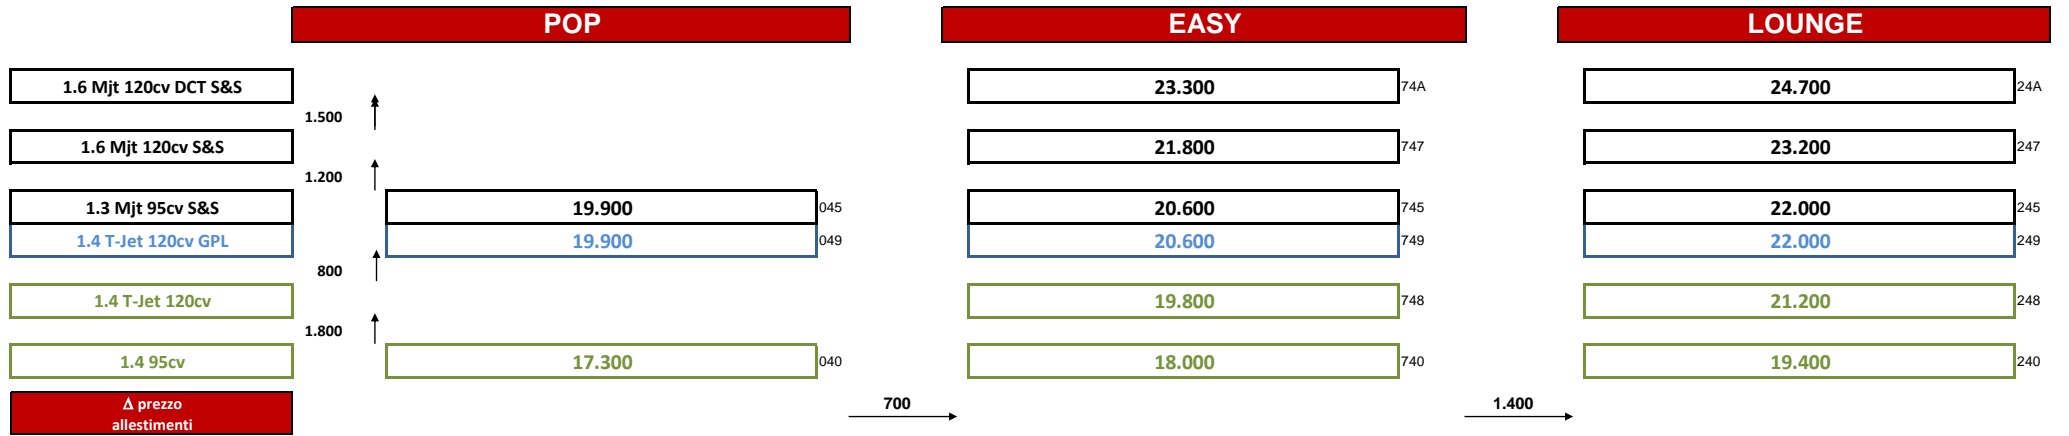 POP EASY LOUNGE
1.6 Mjt 120cv DCT S&S 23.300 74A 24.700 24A
1.500
1.6 Mjt 120cv S&S 21.800 747 23.200 247
1.200
1.3 Mjt 95cv S&S 19.900 045 20.600 745 22.000 245
1.4 T-Jet 120cv GPL 19.900 049 20.600 749 22.000 249
800
1.4 T-Jet 120cv 19.800 748 21.200 248
1.800
1.4 95cv 17.300 040 18.000 740 19.400 240
Δ prezzo
allestimenti
700 1.400